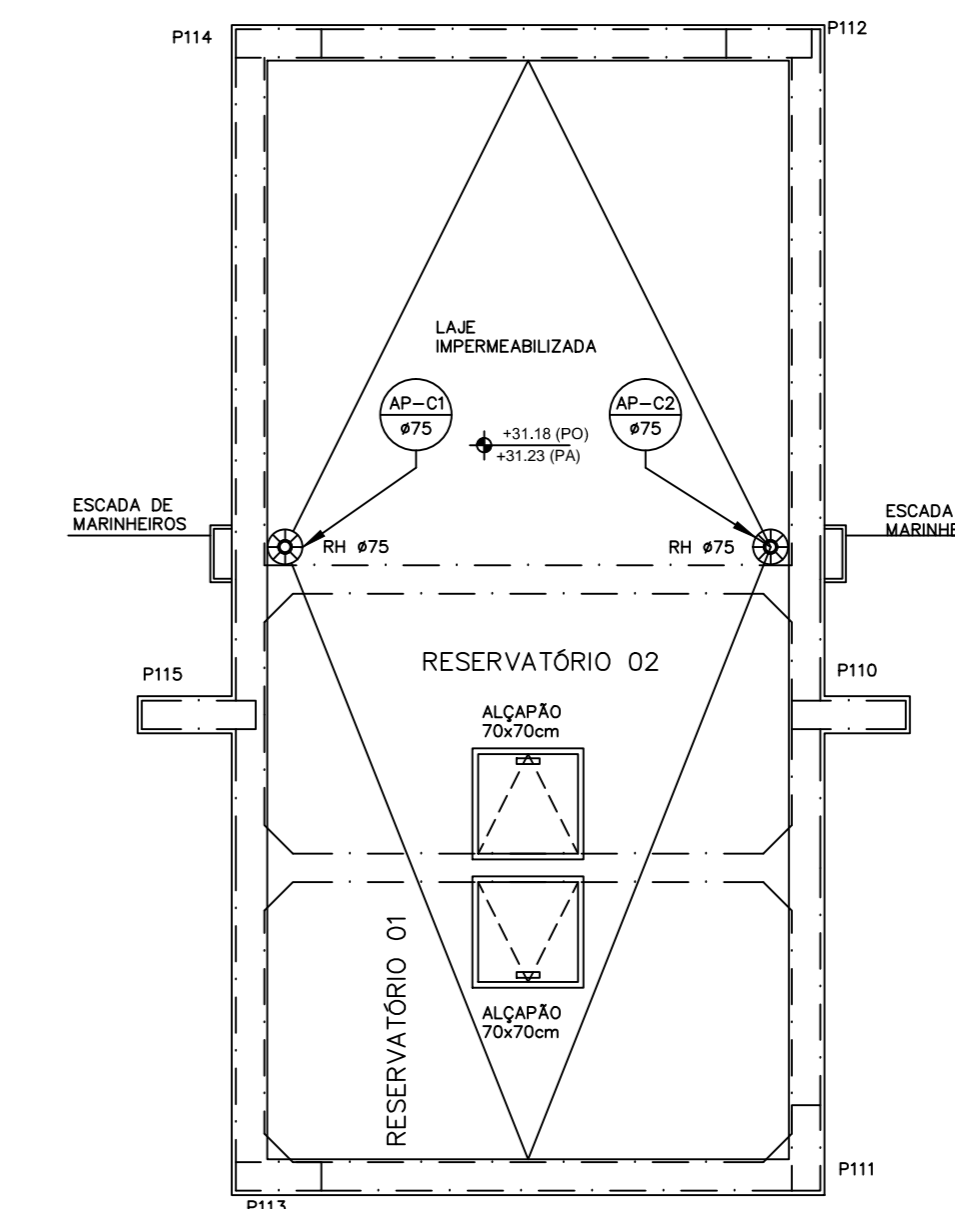 P114
P112
LAJE
IMPERMEABILIZADA
AP-C1
ø75
AP-C2
ø75
+31.18 (PO)
+31.23 (PA)
ESCADA DE
MARINHEIROS
ESCADA
MARINHE
RH ø75
RH ø75
RESERVATÓRIO 02
P115
P110
ALÇAPÃO
70x70cm
RESERVATÓRIO 01
ALÇAPÃO
70x70cm
P111
P113